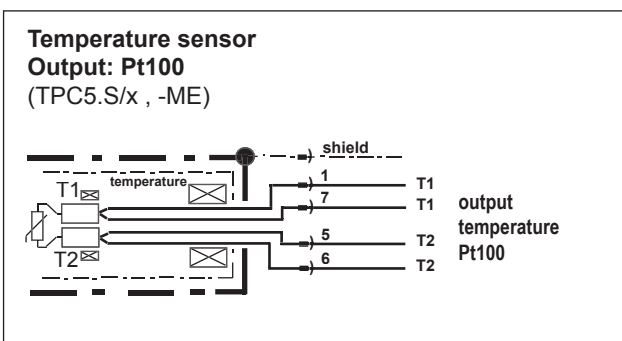 Temperature sensor
Output: Pt100
(TPC5.S/x , -ME)
shield
T1 temperature 1 T1
7 T1 output
temperature
5 T2 Pt100
T2 6 T2